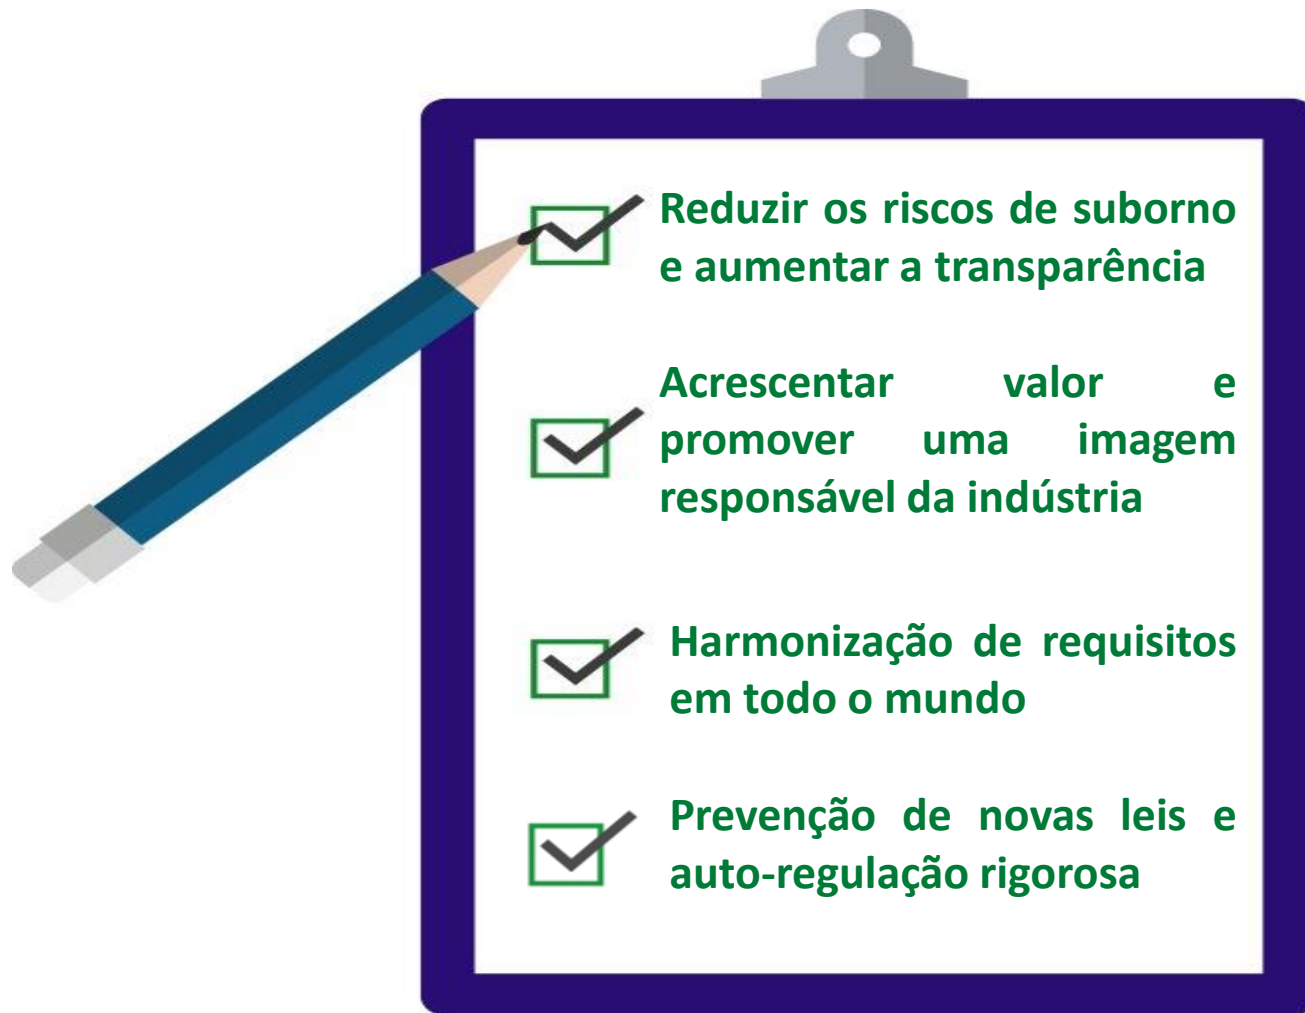 Reduzir os riscos de suborno
e aumentar a transparência
Acrescentar valor e
promover uma imagem
responsável da indústria
Harmonização de requisitos
em todo o mundo
Prevenção de novas leis e
auto-regulação rigorosa